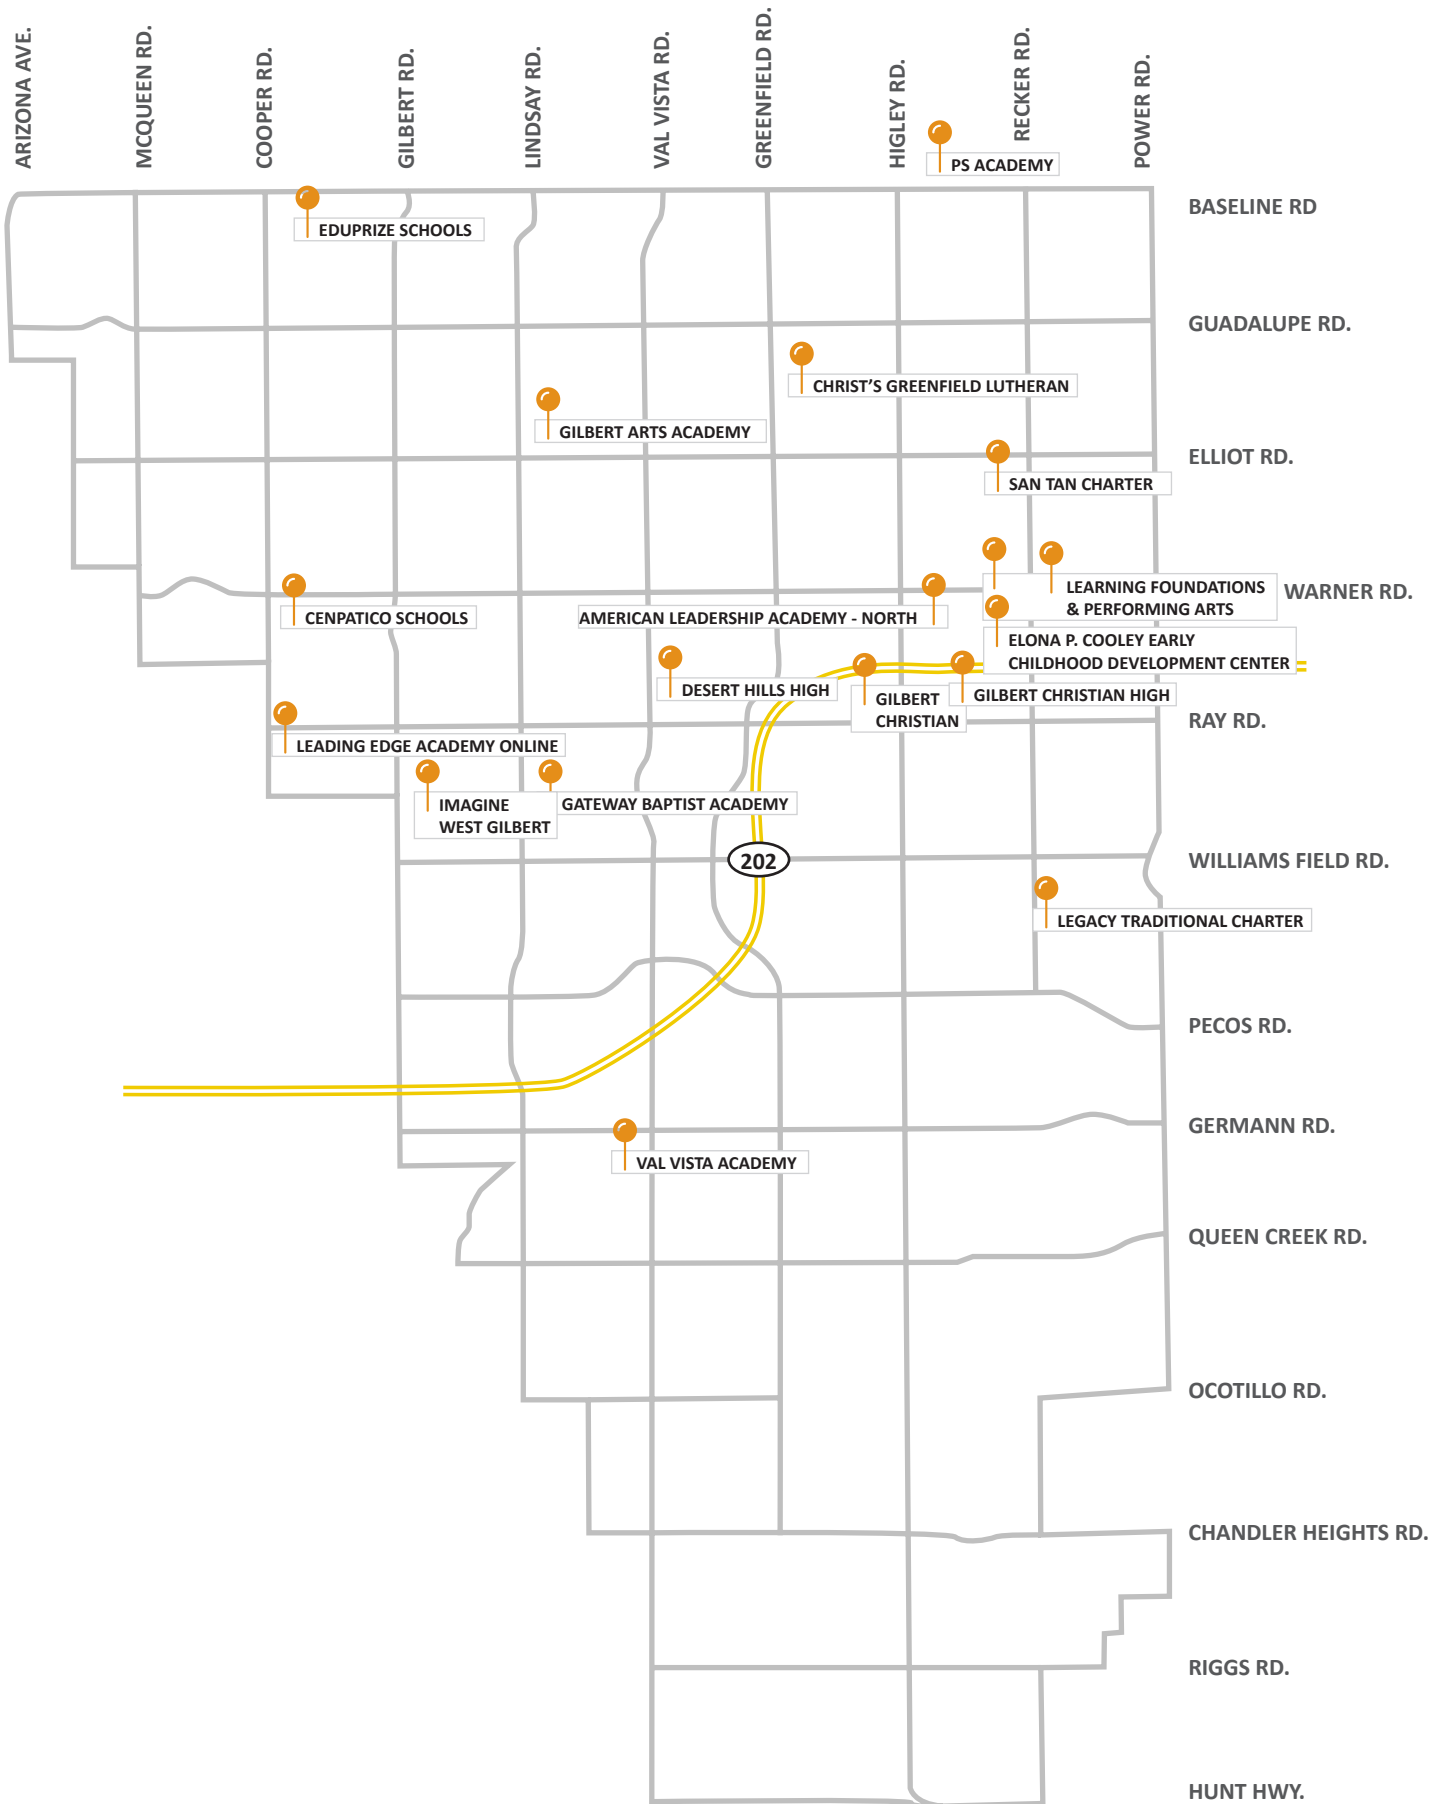 ARIZONA AVE.
MCQUEEN RD.
COOPER RD.
GILBERT RD.
LINDSAY RD.
VAL VISTA RD.
GREENFIELD RD.
HIGLEY RD.
RECKER RD.
POWER RD.
PS ACADEMY
BASELINE RD
EDUPRIZE SCHOOLS
GUADALUPE RD.
CHRIST'S GREENFIELD LUTHERAN
GILBERT ARTS ACADEMY
ELLIOT RD.
SAN TAN CHARTER
LEARNING FOUNDATIONS
& PERFORMING ARTS
WARNER RD.
CENPATICO SCHOOLS
AMERICAN LEADERSHIP ACADEMY - NORTH
ELONA P. COOLEY EARLY
CHILDHOOD DEVELOPMENT CENTER
DESERT HILLS HIGH
GILBERT
CHRISTIAN
GILBERT CHRISTIAN HIGH
RAY RD.
LEADING EDGE ACADEMY ONLINE
IMAGINE
WEST GILBERT
GATEWAY BAPTIST ACADEMY
202
WILLIAMS FIELD RD.
LEGACY TRADITIONAL CHARTER
PECOS RD.
GERMANN RD.
VAL VISTA ACADEMY
QUEEN CREEK RD.
OCOTILLO RD.
CHANDLER HEIGHTS RD.
RIGGS RD.
HUNT HWY.